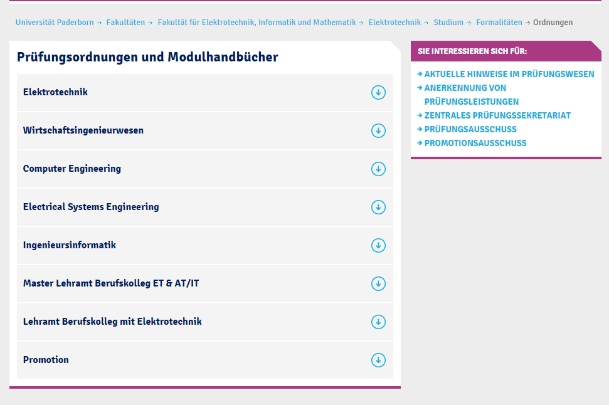 Universität Paderborn → Fakultäten → Fakultät für Elektrotechnik, Informatik und Mathematik → Elektrotechnik → Studium → Formalitäten → Ordnungen
Prüfungsordnungen und Modulhandbücher
Elektrotechnik
Wirtschaftsingenieurwesen
Computer Engineering
Electrical Systems Engineering
Ingenieursinformatik
Master Lehramt Berufskolleg ET & AT/IT
Lehramt Berufskolleg mit Elektrotechnik
Promotion
SIE INTERESSIEREN SICH FÜR:
→ AKTUELLE HINWEISE IM PRÜFUNGSWESEN
→ ANERKENNUNG VON
PRÜFUNGSLEISTUNGEN
→ ZENTRALES PRÜFUNGSSEKRETARIAT
→ PRÜFUNGSAUSSCHUSS
→ PROMOTIONSAUSSCHUSS